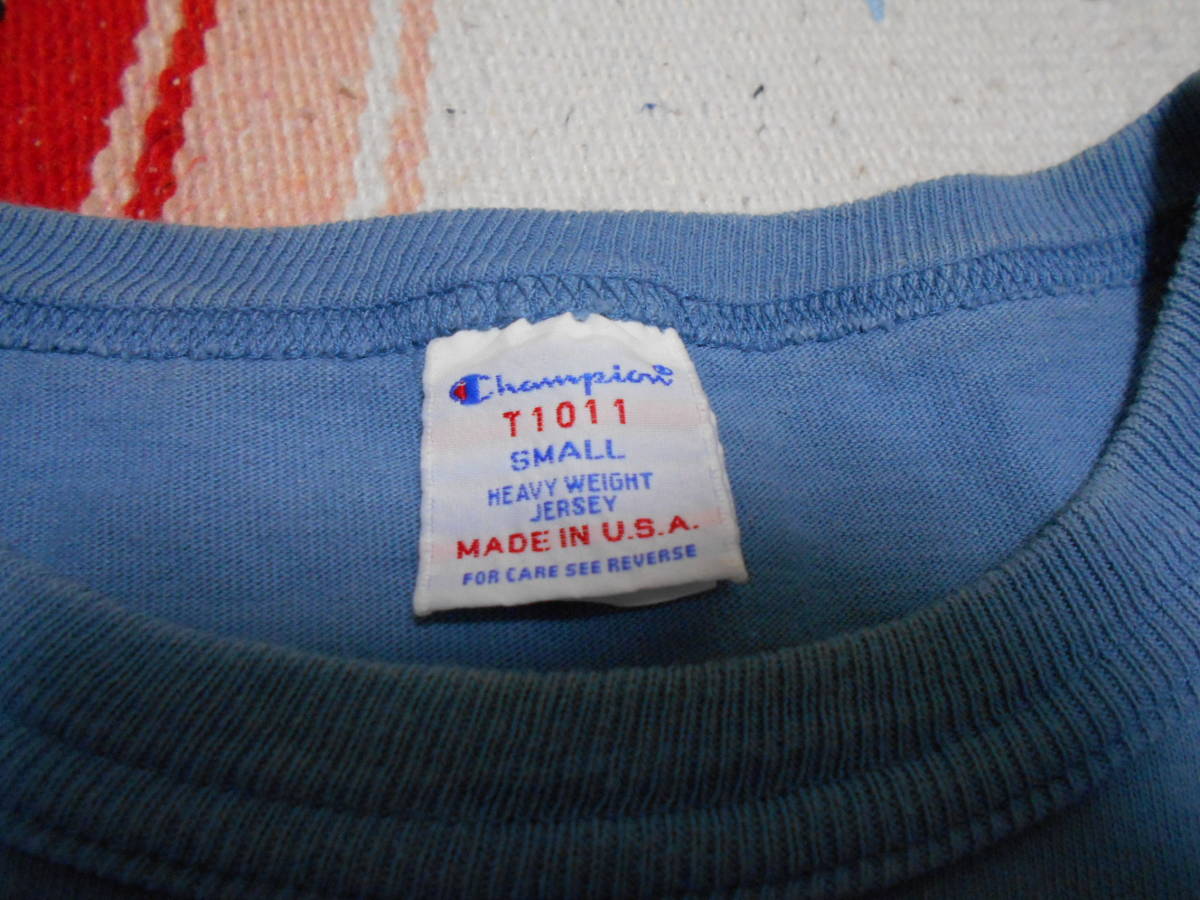 Champion®
T1011
SMALL
HEAVY WEIGHT
JERSEY
MADE IN U.S.A.
FOR CARE SEE REVERSE